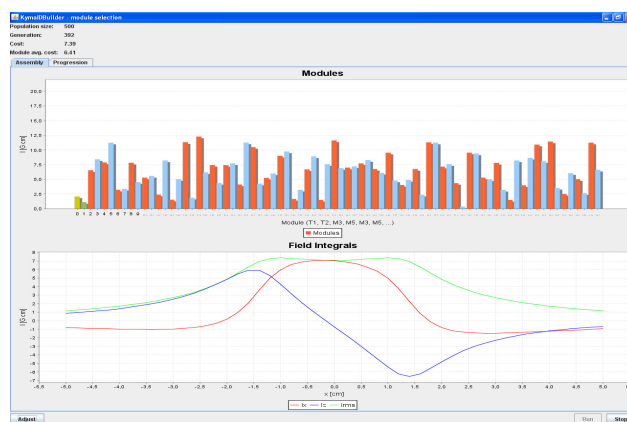 KymaIDBuilder - module selection
Population size: 500
Generation: 392
Cost: 7.39
Module avg. cost: 6.41
Assembly Progression
Modules
I[Gcm]
20.0
17.5
15.0
12.5
10.0
7.5
5.0
2.5
0.0
0 1 2 3 4 5 6 7 8 9
Module (T1, T2, M3, M5, M3, M5, ...)
Modules
Field Integrals
I[Gcm]
8
7
6
5
4
3
2
1
0
-1
-2
-3
-4
-5
-6
-7
-5.5 -5.0 -4.5 -4.0 -3.5 -3.0 -2.5 -2.0 -1.5 -1.0 -0.5 0.0 0.5 1.0 1.5 2.0 2.5 3.0 3.5 4.0 4.5 5.0
x [cm]
Ix Iz Irms
Adjust Run Stop